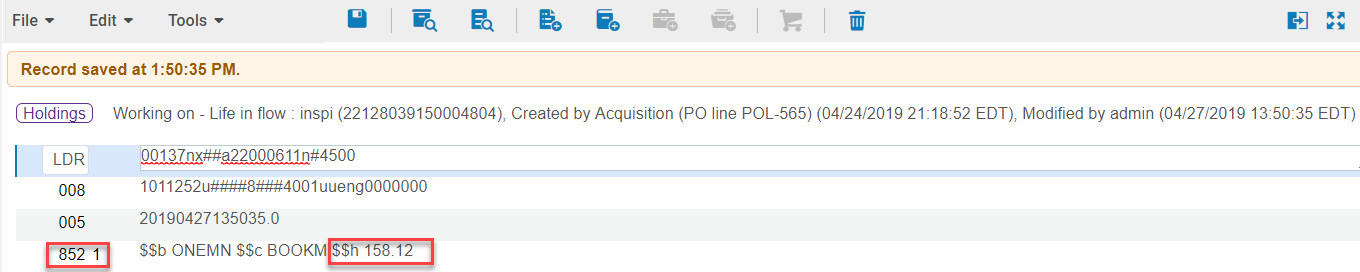 File Edit Tools
Record saved at 1:50:35 PM.
Holdings Working on - Life in flow : inspi (22128039150004804), Created by Acquisition (PO line POL-565) (04/24/2019 21:18:52 EDT), Modified by admin (04/27/2019 13:50:35 EDT)
LDR 00137nx##a22000611n#4500
008 1011252u####8###4001uueng0000000
005 20190427135035.0
852 1 $$b ONEMN $$c BOOKM $$h 158.12